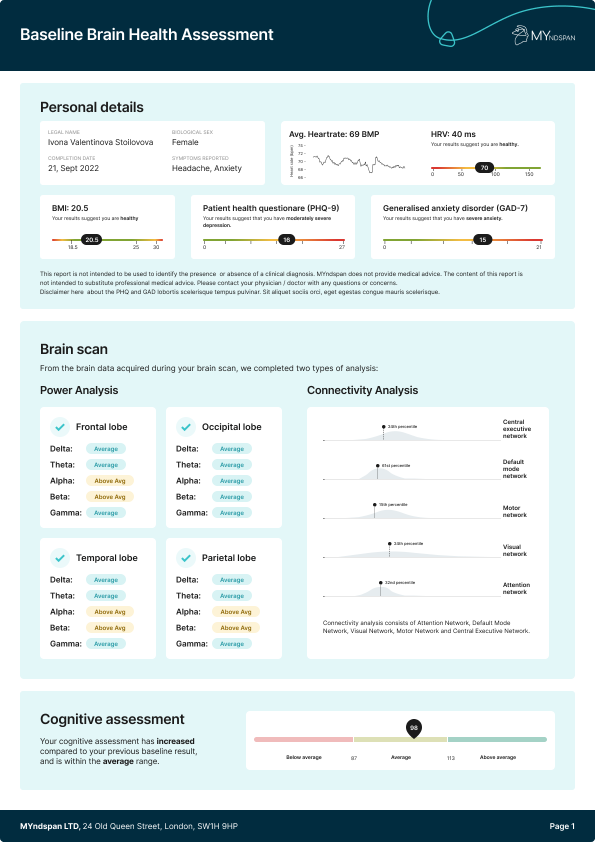 Baseline Brain Health Assessment
MYNDSPAN
Personal details
LEGAL NAME
Ivona Valentinova Stoilovova
BIOLOGICAL SEX
Female
COMPLETION DATE
21, Sept 2022
SYMPTOMS REPORTED
Headache, Anxiety
Avg. Heartrate: 69 BMP
Heart rate (bpm)
HRV: 40 ms
Your results suggest you are healthy.
70
0 50 100 150
BMI: 20.5
Your results suggest you are healthy
20.5
18.5 25 30
Patient health questionare (PHQ-9)
Your results suggest that you have moderately severe
depression.
16
0 27
Generalised anxiety disorder (GAD-7)
Your results suggest that you have severe anxiety.
15
0 21
This report is not intended to be used to identify the presence or absence of a clinical diagnosis. MYndspan does not provide medical advice. The content of this report is
not intended to substitute professional medical advice. Please contact your physician / doctor with any questions or concerns.
Disclaimer here about the PHQ and GAD lobortis scelerisque tempus pulvinar. Sit aliquet sociis orci, eget egestas congue mauris scelerisque.
Brain scan
From the brain data acquired during your brain scan, we completed two types of analysis:
Power Analysis
Frontal lobe
Delta: Average
Theta: Average
Alpha: Above Avg
Beta: Above Avg
Gamma: Average
Occipital lobe
Delta: Average
Theta: Average
Alpha: Average
Beta: Average
Gamma: Average
Temporal lobe
Delta: Average
Theta: Average
Alpha: Above Avg
Beta: Above Avg
Gamma: Average
Parietal lobe
Delta: Average
Theta: Average
Alpha: Above Avg
Beta: Above Avg
Gamma: Average
Connectivity Analysis
percentile
Central
executive
network
percentile
Default
mode
network
percentile
Motor
network
34th percentile
Visual
network
percentile
Attention
network
Connectivity analysis consists of Attention Network, Default Mode
Network, Visual Network, Motor Network and Central Executive Network.
Cognitive assessment
Your cognitive assessment has increased
compared to your previous baseline result,
and is within the average range.
98
Below average 87 Average 113 Above average
MYndspan LTD, 24 Old Queen Street, London, SW1H 9HP
Page 1